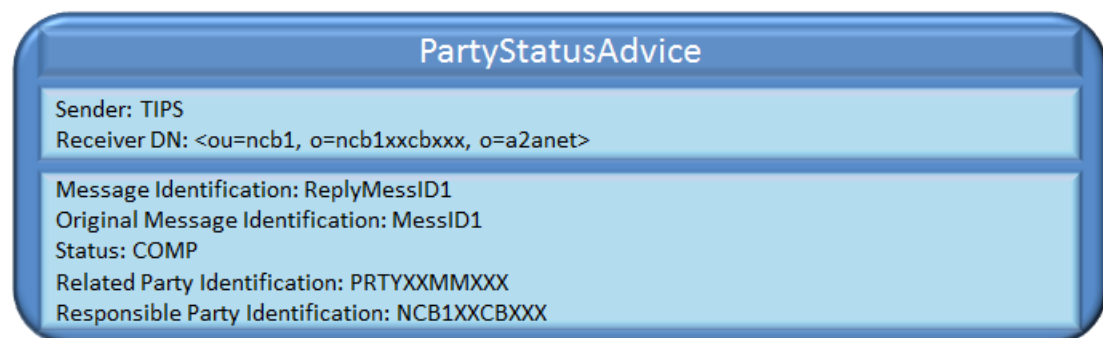 PartyStatusAdvice
Sender: TIPS
Receiver DN: <ou=ncb1, o=ncb1xxcbxxx, o=a2anet>
Message Identification: ReplyMessID1
Original Message Identification: MessID1
Status: COMP
Related Party Identification: PRTYXXMMXXX
Responsible Party Identification: NCB1XXCBXXX